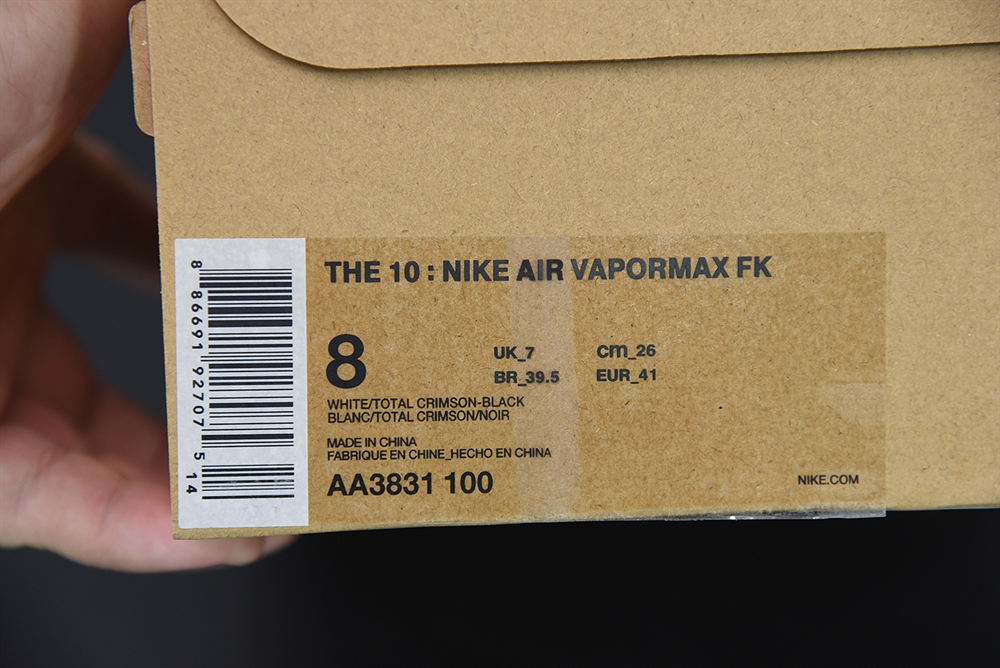 8 86691 92707 5 14
THE 10 : NIKE AIR VAPORMAX FK
8
UK_7 cm_26
BR_39.5 EUR_41
WHITE/TOTAL CRIMSON-BLACK
BLANC/TOTAL CRIMSON/NOIR
MADE IN CHINA
FABRIQUE EN CHINE_HECHO EN CHINA
AA3831 100
NIKE.COM